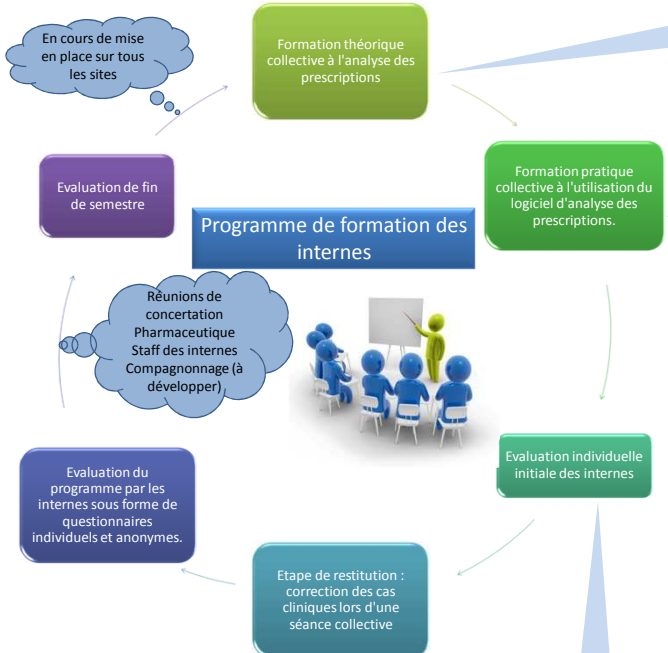 En cours de mise
en place sur tous
les sites
Formation théorique
collective à l'analyse des
prescriptions
Formation pratique
collective à l'utilisation du
logiciel d'analyse des
prescriptions.
Evaluation de fin
de semestre
Programme de formation des
internes
Réunions de
concertation
Pharmaceutique
Staff des internes
Compagnonnage (à
développer)
Evaluation individuelle
initiale des internes
Evaluation du
programme par les
internes sous forme de
questionnaires
individuels et anonymes.
Etape de restitution :
correction des cas
cliniques lors d'une
séance collective